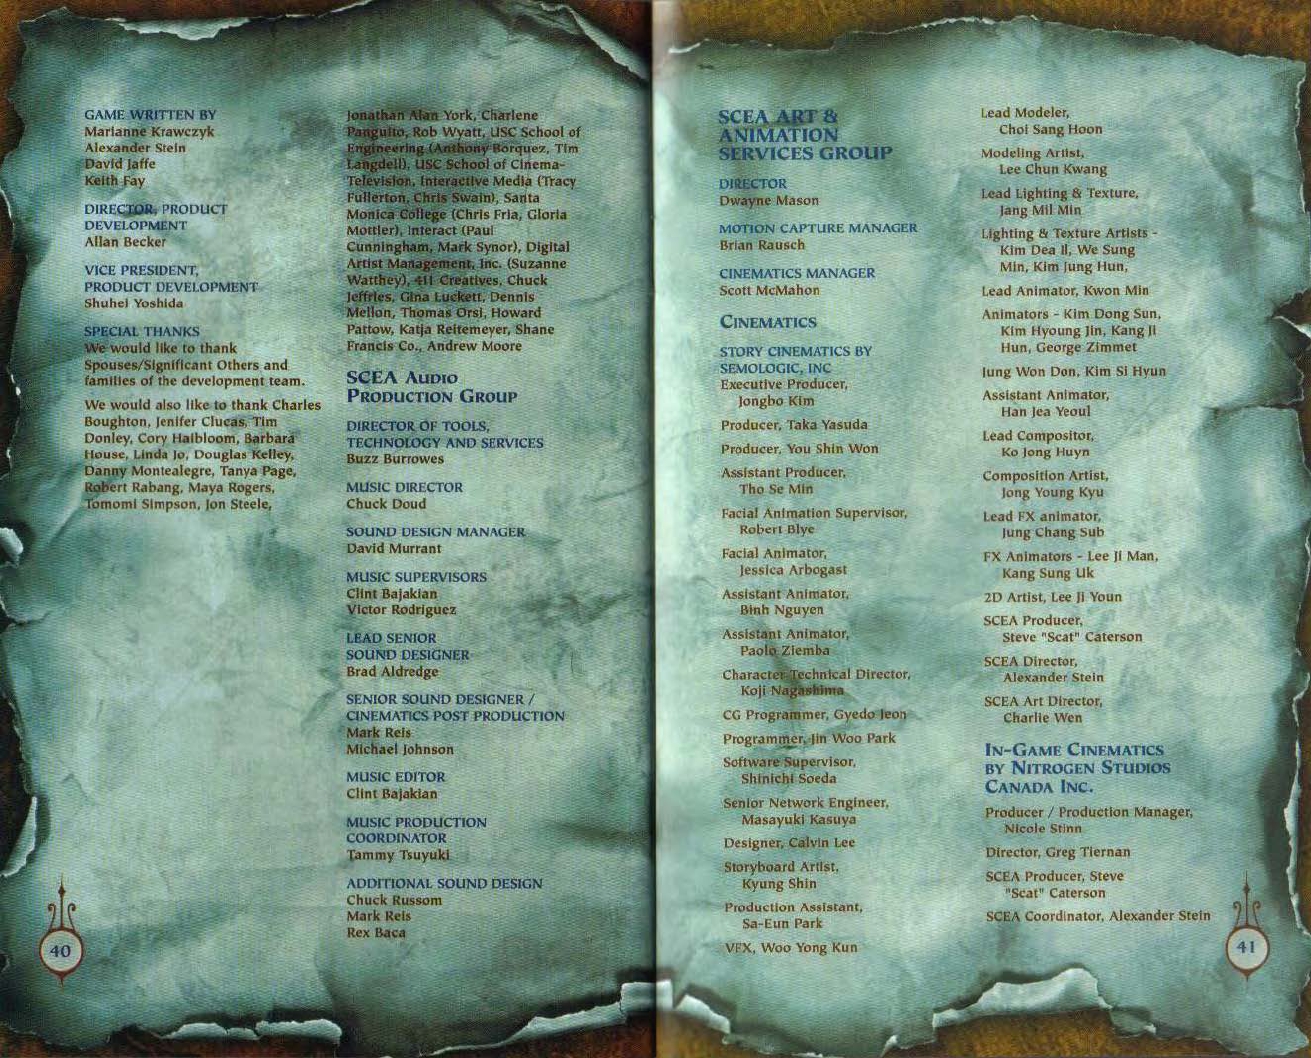 GAME WRITTEN BY
Marianne Krawczyk
Alexander Stein
David Jaffe
Keith Fay
DIRECTOR, PRODUCT
DEVELOPMENT
Allan Becker
VICE PRESIDENT,
PRODUCT DEVELOPMENT
Shuhei Yoshida
SPECIAL THANKS
We would like to thank
Spouses/Significant Others and
families of the development team.
We would also like to thank Charles
Boughton, Jenifer Clucas, Tim
Donley, Cory Haibloom, Barbara
House, Linda Jo, Douglas Kelley,
Danny Montealegre, Tanya Page,
Robert Rabang, Maya Rogers,
Tomomi Simpson, Jon Steele,
40
Jonathan Alan York, Charlene
Panguito, Rob Wyatt, USC School of
Engineering (Anthony Borquez, Tim
Langdell), USC School of Cinema-
Television, Interactive Media (Tracy
Fullerton, Chris Swain), Santa
Monica College (Chris Fria, Gloria
Mottler), Interact (Paul
Cunningham, Mark Synor), Digital
Artist Management, Inc. (Suzanne
Watthey), 411 Creatives, Chuck
Jeffries, Gina Luckett, Dennis
Mellon, Thomas Orsi, Howard
Pattow, Katja Reitemeyer, Shane
Francis Co., Andrew Moore
SCEA AUDIO
PRODUCTION GROUP
DIRECTOR OF TOOLS,
TECHNOLOGY AND SERVICES
Buzz Burrowes
MUSIC DIRECTOR
Chuck Doud
SOUND DESIGN MANAGER
David Murrant
MUSIC SUPERVISORS
Clint Bajakian
Victor Rodriguez
LEAD SENIOR
SOUND DESIGNER
Brad Aldredge
SENIOR SOUND DESIGNER /
CINEMATICS POST PRODUCTION
Mark Reis
Michael Johnson
MUSIC EDITOR
Clint Bajakian
MUSIC PRODUCTION
COORDINATOR
Tammy Tsuyuki
ADDITIONAL SOUND DESIGN
Chuck Russom
Mark Reis
Rex Baca
SCEA ART &
ANIMATION
SERVICES GROUP
DIRECTOR
Dwayne Mason
MOTION CAPTURE MANAGER
Brian Rausch
CINEMATICS MANAGER
Scott McMahon
CINEMATICS
STORY CINEMATICS BY
SEMOLOGIC, INC
Executive Producer,
Jongbo Kim
Producer, Taka Yasuda
Producer, You Shin Won
Assistant Producer,
Tho Se Min
Facial Animation Supervisor,
Robert Blye
Facial Animator,
Jessica Arbogast
Assistant Animator,
Binh Nguyen
Assistant Animator,
Paolo Ziemba
Character Technical Director,
Koji Nagashima
CG Programmer, Gyedo Jeon
Programmer, Jin Woo Park
Software Supervisor,
Shinichi Soeda
Senior Network Engineer,
Masayuki Kasuya
Designer, Calvin Lee
Storyboard Artist,
Kyung Shin
Production Assistant,
Sa-Eun Park
VFX, Woo Yong Kun
Lead Modeler,
Choi Sang Hoon
Modeling Artist,
Lee Chun Kwang
Lead Lighting & Texture,
Jang Mil Min
Lighting & Texture Artists -
Kim Dea Il, We Sung
Min, Kim Jung Hun,
Lead Animator, Kwon Min
Animators - Kim Dong Sun,
Kim Hyoung Jin, Kang Ji
Hun, George Zimmet
Jung Won Don, Kim Si Hyun
Assistant Animator,
Han Jea Yeoul
Lead Compositor,
Ko Jong Huyn
Composition Artist,
Jong Young Kyu
Lead FX animator,
Jung Chang Sub
FX Animators - Lee Ji Man,
Kang Sung Uk
2D Artist, Lee Ji Youn
SCEA Producer,
Steve "Scat" Caterson
SCEA Director,
Alexander Stein
SCEA Art Director,
Charlie Wen
IN-GAME CINEMATICS
BY NITROGEN STUDIOS
CANADA INC.
Producer / Production Manager,
Nicole Stinn
Director, Greg Tiernan
SCEA Producer, Steve
"Scat" Caterson
SCEA Coordinator, Alexander Stein
41